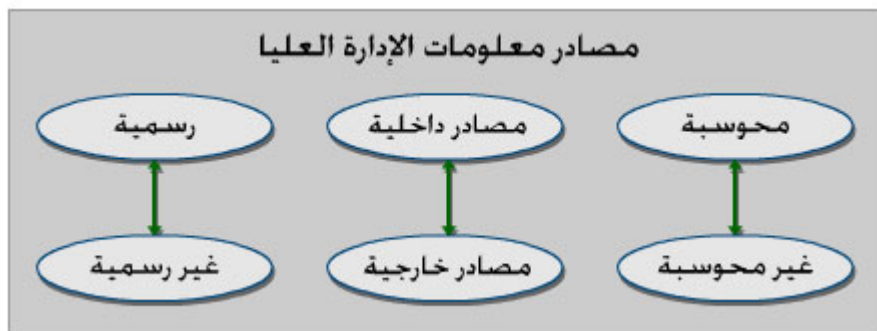 مصادر معلومات الإدارة العليا
محوسبة
مصادر داخلية
رسمية
غير محوسبة
مصادر خارجية
غير رسمية